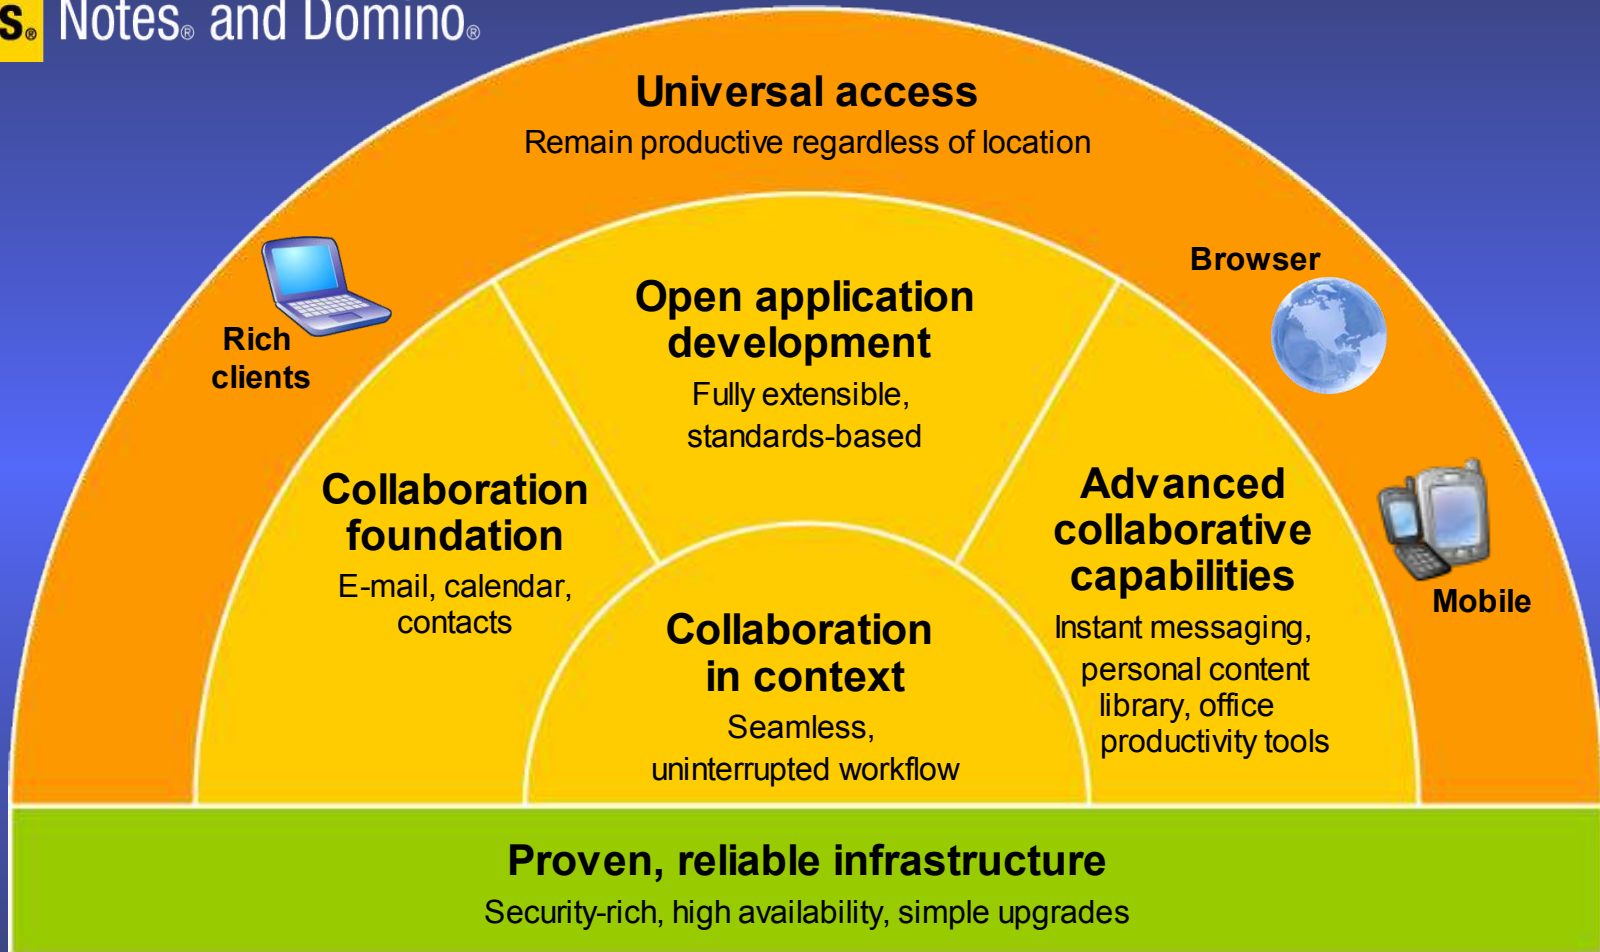 s® Notes® and Domino®
Universal access
Remain productive regardless of location
Rich
clients
Browser
Mobile
Open application
development
Fully extensible,
standards-based
Collaboration
foundation
E-mail, calendar,
contacts
Advanced
collaborative
capabilities
Instant messaging,
personal content
library, office
productivity tools
Collaboration
in context
Seamless,
uninterrupted workflow
Proven, reliable infrastructure
Security-rich, high availability, simple upgrades